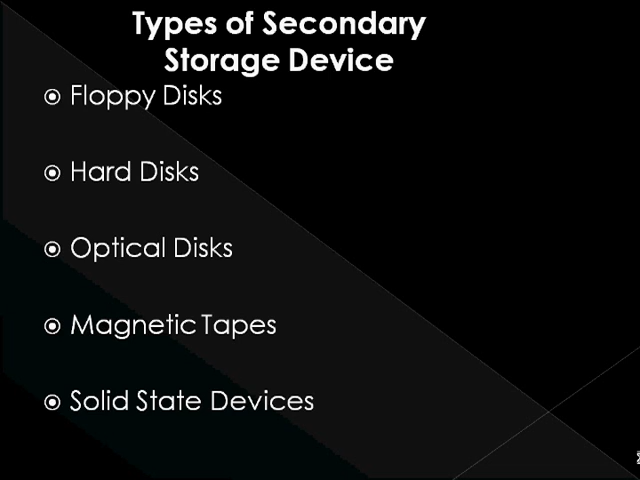 Types of Secondary
Storage Device
Floppy Disks
Hard Disks
Optical Disks
Magnetic Tapes
Solid State Devices